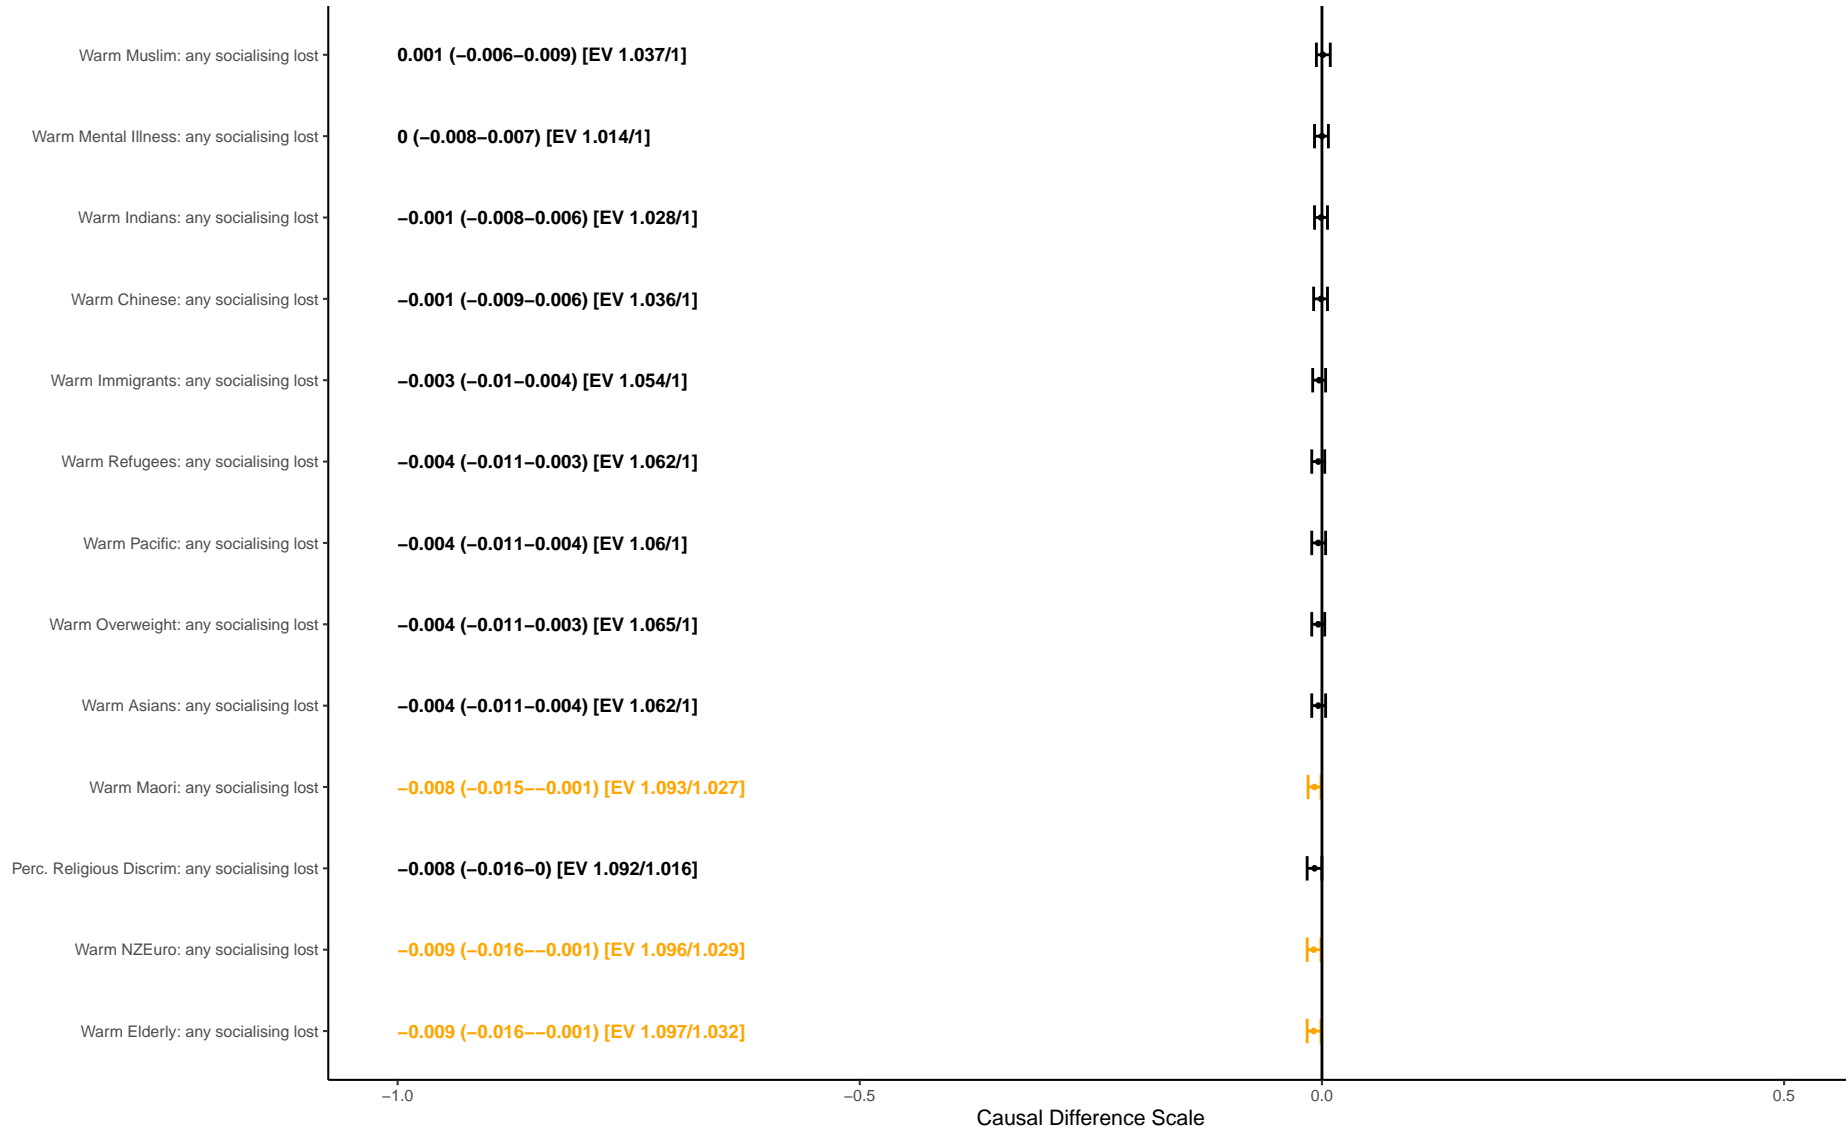 Warm Muslim: any socialising lost 0.001 (−0.006−0.009) [EV 1.037/1]
Warm Mental Illness: any socialising lost 0 (−0.008−0.007) [EV 1.014/1]
Warm Indians: any socialising lost −0.001 (−0.008−0.006) [EV 1.028/1]
Warm Chinese: any socialising lost −0.001 (−0.009−0.006) [EV 1.036/1]
Warm Immigrants: any socialising lost −0.003 (−0.01−0.004) [EV 1.054/1]
Warm Refugees: any socialising lost −0.004 (−0.011−0.003) [EV 1.062/1]
Warm Pacific: any socialising lost −0.004 (−0.011−0.004) [EV 1.06/1]
Warm Overweight: any socialising lost −0.004 (−0.011−0.003) [EV 1.065/1]
Warm Asians: any socialising lost −0.004 (−0.011−0.004) [EV 1.062/1]
Warm Maori: any socialising lost −0.008 (−0.015−−0.001) [EV 1.093/1.027]
Perc. Religious Discrim: any socialising lost −0.008 (−0.016−0) [EV 1.092/1.016]
Warm NZEuro: any socialising lost −0.009 (−0.016−−0.001) [EV 1.096/1.029]
Warm Elderly: any socialising lost −0.009 (−0.016−−0.001) [EV 1.097/1.032]
−1.0 −0.5 0.0 0.5
Causal Difference Scale